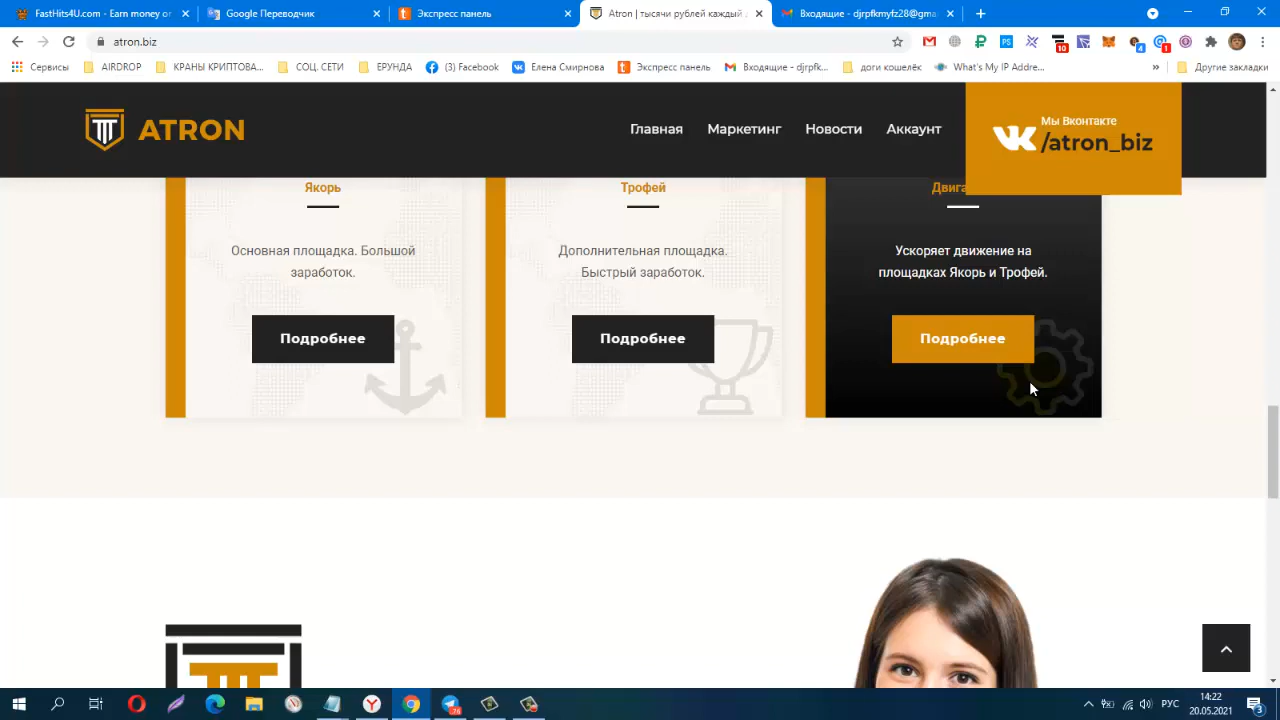 FastHits4U.com - Earn money or
Google Переводчик
Экспресс панель
Atron | тысячи рублей каждый
Входящие - djrpfkmyfz28@gma
atron.biz
Сервисы
AIRDROP
КРАНЫ КРИПТОВА...
СОЦ. СЕТИ
ЕРУНДА
(3) Facebook
Елена Смирнова
Экспресс панель
Входящие - djrpfk...
доги кошелёк
What's My IP Addre...
»
Другие закладки
ATRON
Главная
Маркетинг
Новости
Аккаунт
Мы Вконтакте
/atron_biz
Якорь
Трофей
Двига
Основная площадка. Большой
заработок.
Дополнительная площадка.
Быстрый заработок.
Ускоряет движение на
площадках Якорь и Трофей.
Подробнее
Подробнее
Подробнее
РУС
14:22
20.05.2021